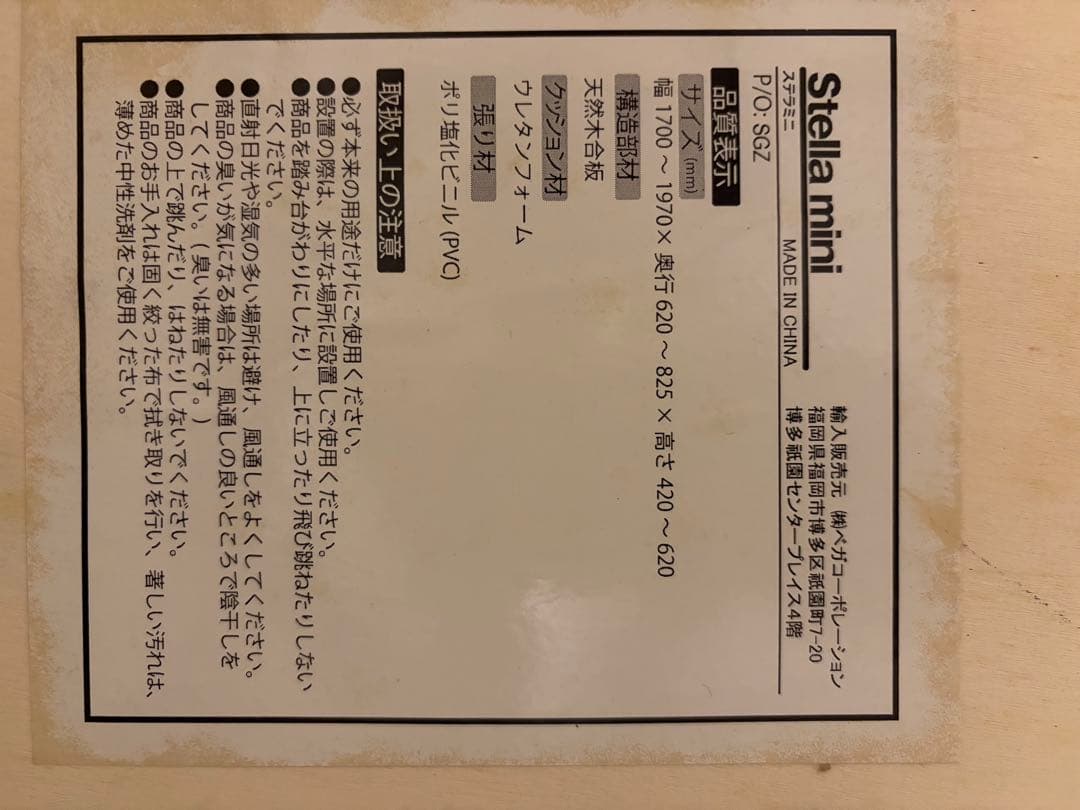 Stella mini
ステラミニ
MADE IN CHINA
P/O: SGZ
輸入販売元 ㈱ベガコーポレーション
福岡県福岡市博多区祇園町7-20
博多祇園センタープレイス4階
品質表示
サイズ(mm)
幅1700～1970×奥行620～825×高さ420～620
構造部材
天然木合板
クッション材
ウレタンフォーム
張り材
ポリ塩化ビニル(PVC)
取扱い上の注意
●必ず本来の用途だけにご使用ください。
●設置の際は、水平な場所に設置しご使用ください。
●商品を踏み台がわりにしたり、上に立ったり飛び跳ねたりしない
でください。
●直射日光や湿気の多い場所は避け、風通しをよくしてください。
●商品の臭いが気になる場合は、風通しの良いところで陰干しを
してください。(臭いは無害です。)
●商品の上で跳んだり、はねたりしないでください。
●商品のお手入れは固く絞った布で拭き取りを行い、著しい汚れは、
薄めた中性洗剤をご使用ください。